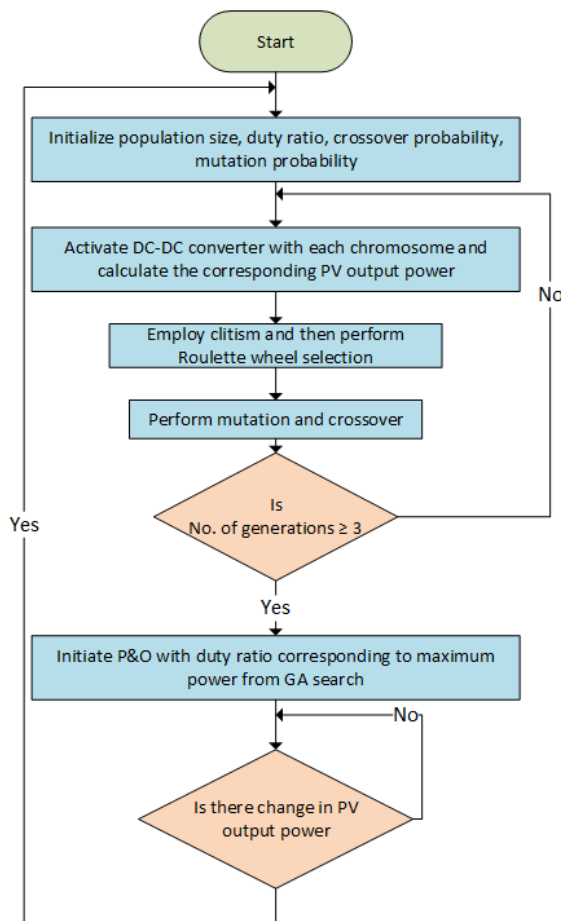 Start
Initialize population size, duty ratio, crossover probability,
mutation probability
Activate DC-DC converter with each chromosome and
calculate the corresponding PV output power
No
Employ clitism and then perform
Roulette wheel selection
Perform mutation and crossover
Is
No. of generations ≥ 3
Yes
Yes
Initiate P&O with duty ratio corresponding to maximum
power from GA search
No
Is there change in PV
output power